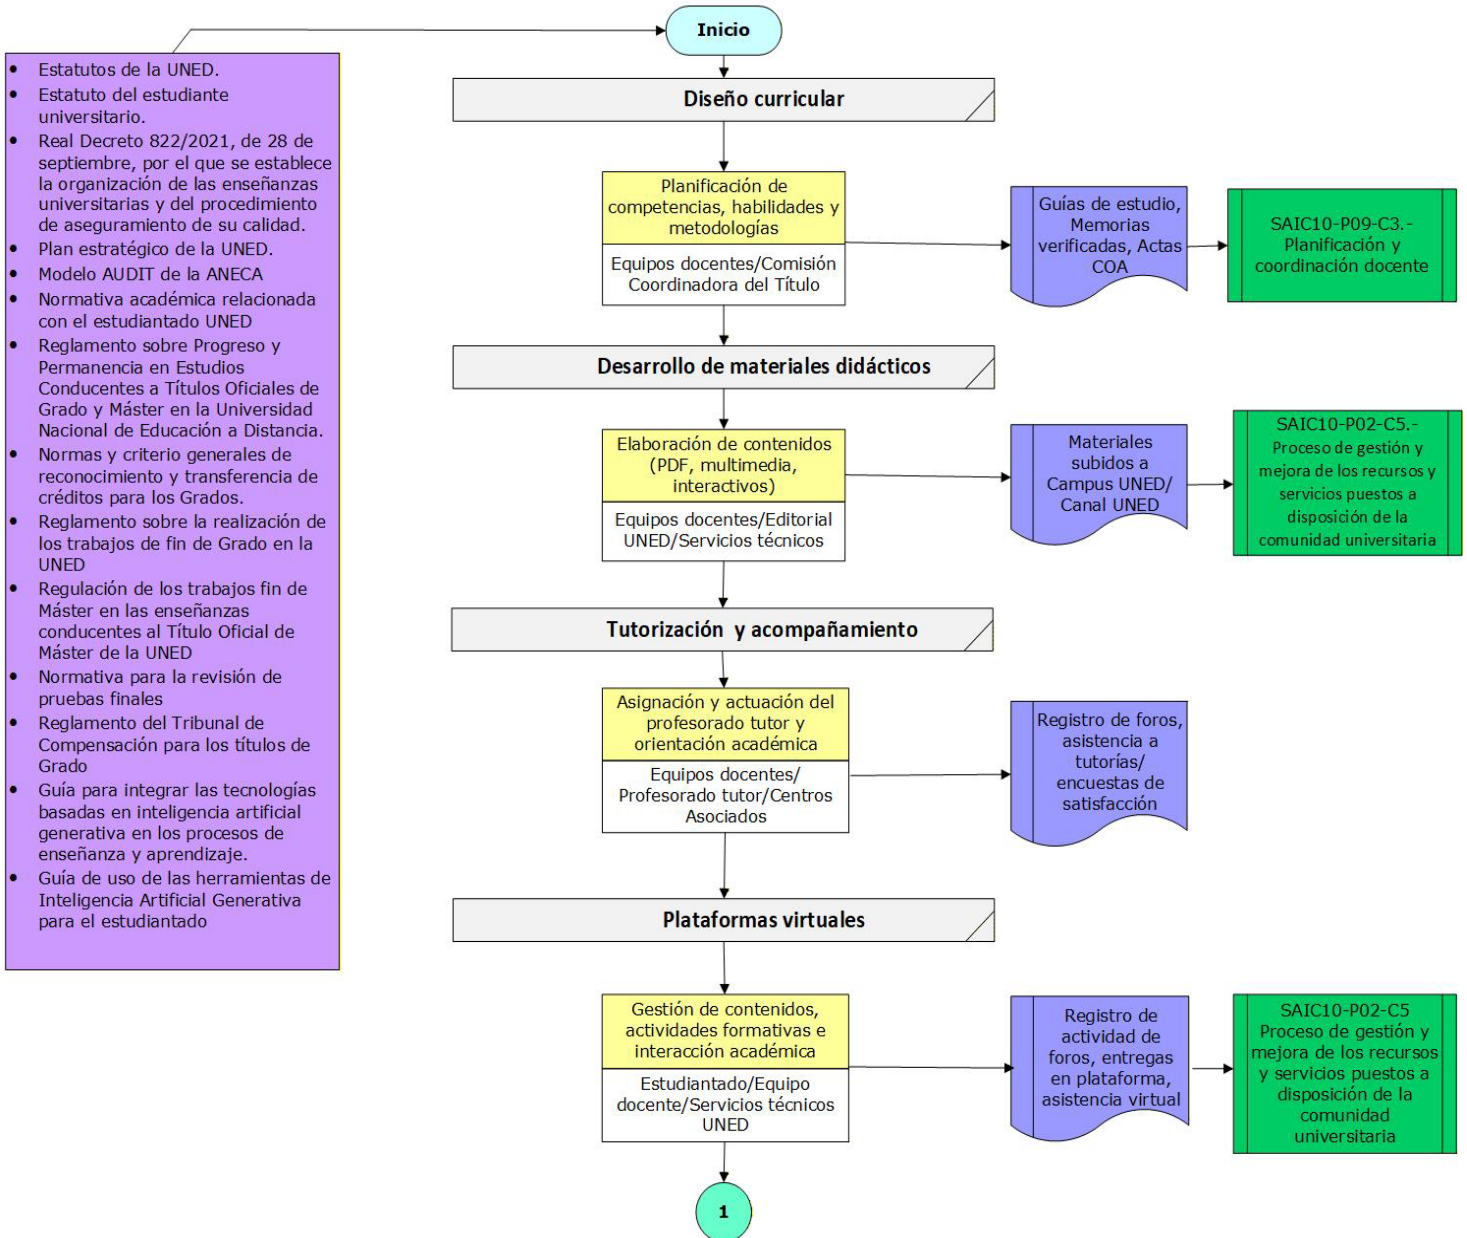 Inicio
• Estatutos de la UNED.
• Estatuto del estudiante
universitario.
• Real Decreto 822/2021, de 28 de
septiembre, por el que se establece
la organización de las enseñanzas
universitarias y del procedimiento
de aseguramiento de su calidad.
• Plan estratégico de la UNED.
• Modelo AUDIT de la ANECA
• Normativa académica relacionada
con el estudiantado UNED
• Reglamento sobre Progreso y
Permanencia en Estudios
Conducentes a Títulos Oficiales de
Grado y Máster en la Universidad
Nacional de Educación a Distancia.
• Normas y criterio generales de
reconocimiento y transferencia de
créditos para los Grados.
• Reglamento sobre la realización de
los trabajos de fin de Grado en la
UNED
• Regulación de los trabajos fin de
Máster en las enseñanzas
conducentes al Título Oficial de
Máster de la UNED
• Normativa para la revisión de
pruebas finales
• Reglamento del Tribunal de
Compensación para los títulos de
Grado
• Guía para integrar las tecnologías
basadas en inteligencia artificial
generativa en los procesos de
enseñanza y aprendizaje.
• Guía de uso de las herramientas de
Inteligencia Artificial Generativa
para el estudiantado
Diseño curricular
Planificación de
competencias, habilidades y
metodologías
Equipos docentes/Comisión
Coordinadora del Título
Guías de estudio,
Memorias
verificadas, Actas
COA
SAIC10-P09-C3.-
Planificación y
coordinación docente
Desarrollo de materiales didácticos
Elaboración de contenidos
(PDF, multimedia,
interactivos)
Equipos docentes/Editorial
UNED/Servicios técnicos
Materiales
subidos a
Campus UNED/
Canal UNED
SAIC10-P02-C5.-
Proceso de gestión y
mejora de los recursos y
servicios puestos a
disposición de la
comunidad universitaria
Tutorización y acompañamiento
Asignación y actuación del
profesorado tutor y
orientación académica
Equipos docentes/
Profesorado tutor/Centros
Asociados
Registro de foros,
asistencia a
tutorías/
encuestas de
satisfacción
Plataformas virtuales
Gestión de contenidos,
actividades formativas e
interacción académica
Estudiantado/Equipo
docente/Servicios técnicos
UNED
Registro de
actividad de
foros, entregas
en plataforma,
asistencia virtual
SAIC10-P02-C5
Proceso de gestión y
mejora de los recursos
y servicios puestos a
disposición de la
comunidad
universitaria
1